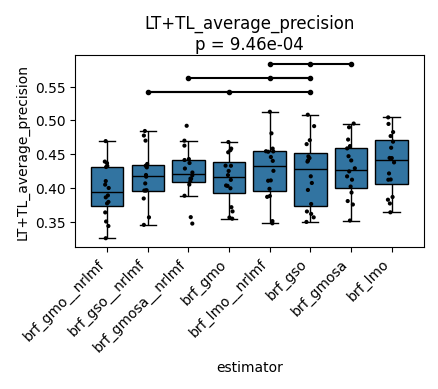 LT+TL_average_precision
p = 9.46e-04
LT+TL_average_precision
0.55
0.50
0.45
0.40
0.35
brf_gmo__nrlmf
brf_gso__nrlmf
brf_gmosa__nrlmf
brf_gmo
brf_lmo__nrlmf
brf_gso
brf_gmosa
brf_lmo
estimator